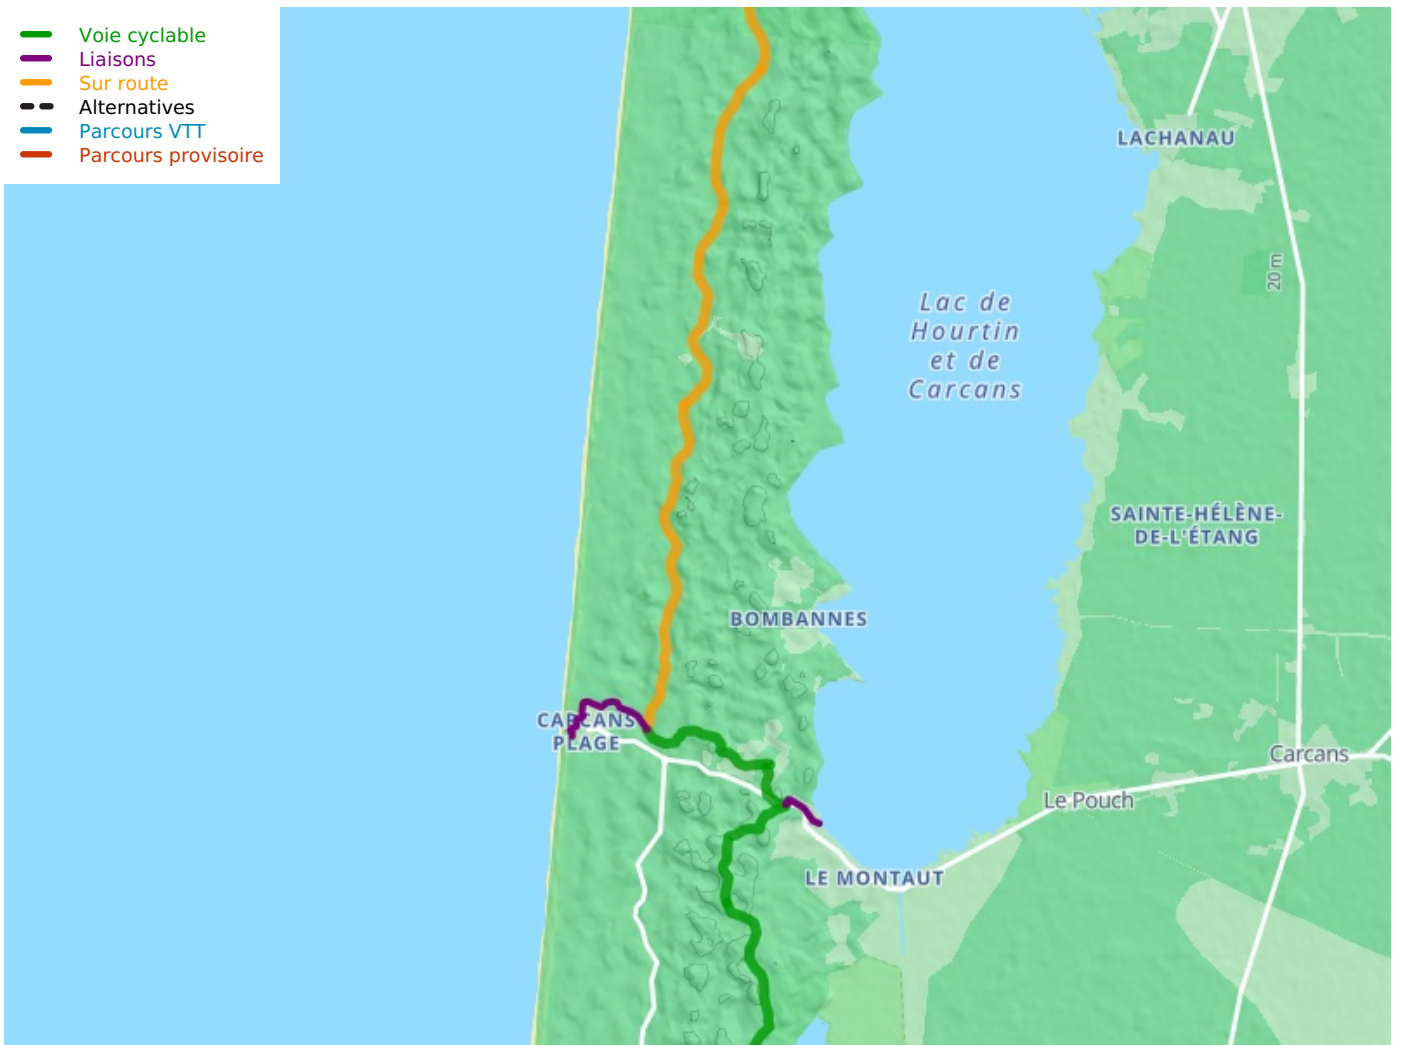 Voie cyclable
Liaisons
Sur route
Alternatives
Parcours VTT
Parcours provisoire
LACHANAU
20 m
Lac de
Hourtin
et de
Carcans
SAINTE-HÉLÈNE-
DE-L'ÉTANG
BOMBANNES
CARCANS
PLAGE
Carcans
Le Pouch
LE MONTAUT